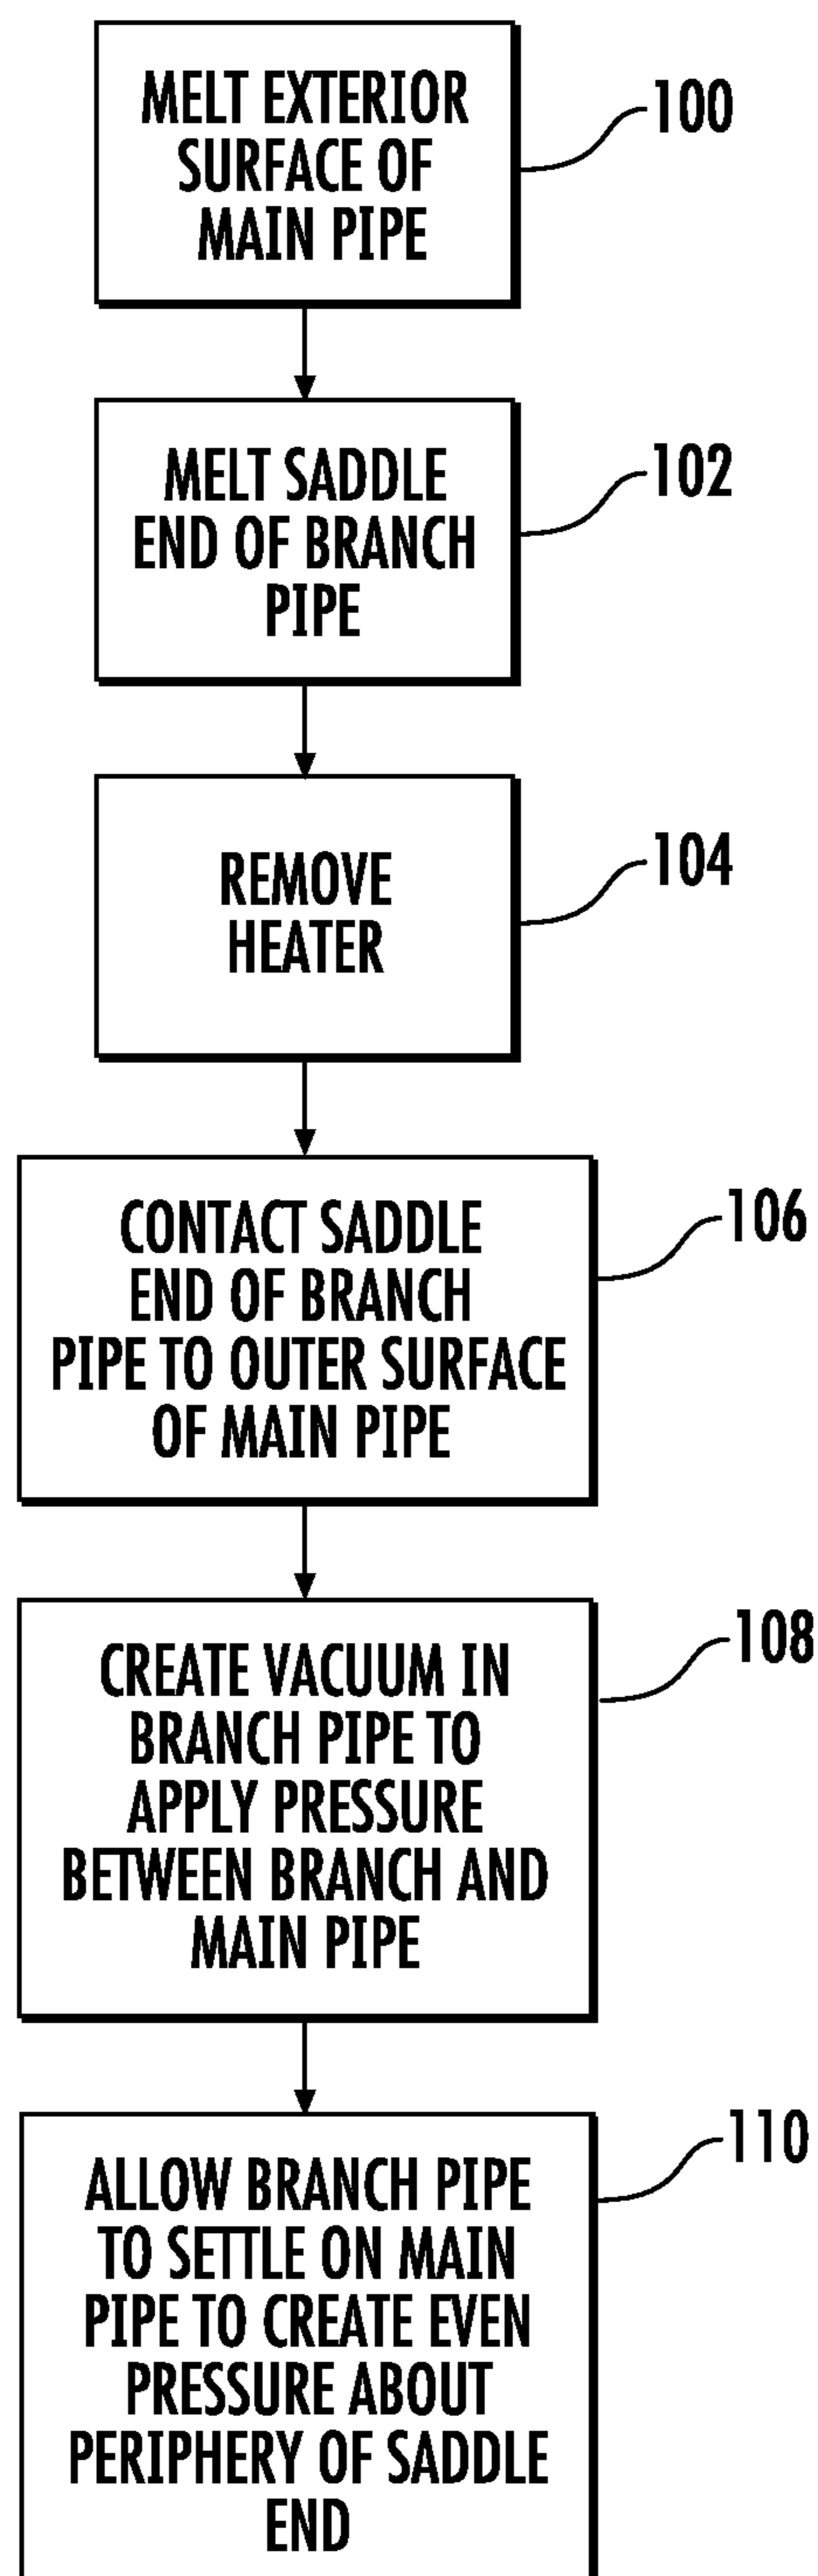 MELT EXTERIOR
SURFACE OF
MAIN PIPE
100
MELT SADDLE
END OF BRANCH
PIPE
102
REMOVE
HEATER
104
CONTACT SADDLE
END OF BRANCH
PIPE TO OUTER SURFACE
OF MAIN PIPE
106
CREATE VACUUM IN
BRANCH PIPE TO
APPLY PRESSURE
BETWEEN BRANCH AND
MAIN PIPE
108
ALLOW BRANCH PIPE
TO SETTLE ON MAIN
PIPE TO CREATE EVEN
PRESSURE ABOUT
PERIPHERY OF SADDLE
END
110